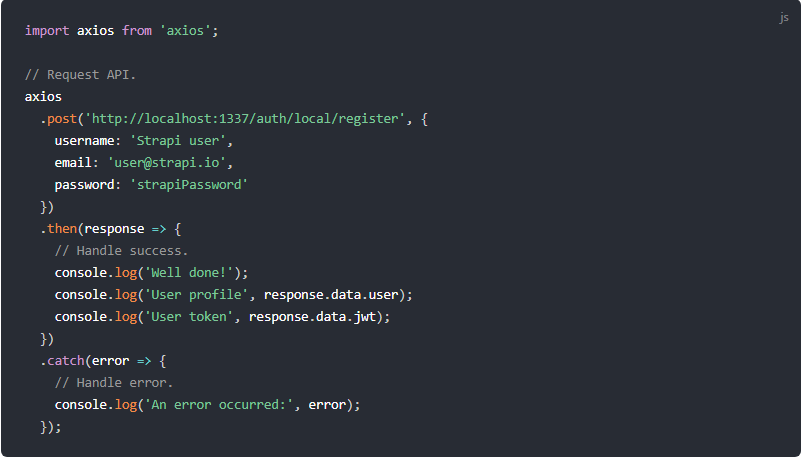 js
import axios from 'axios';
// Request API.
axios
.post('http://localhost:1337/auth/local/register', {
username: 'Strapi user',
email: 'user@strapi.io',
password: 'strapiPassword'
})
.then(response => {
// Handle success.
console.log('Well done!');
console.log('User profile', response.data.user);
console.log('User token', response.data.jwt);
})
.catch(error => {
// Handle error.
console.log('An error occurred:', error);
});